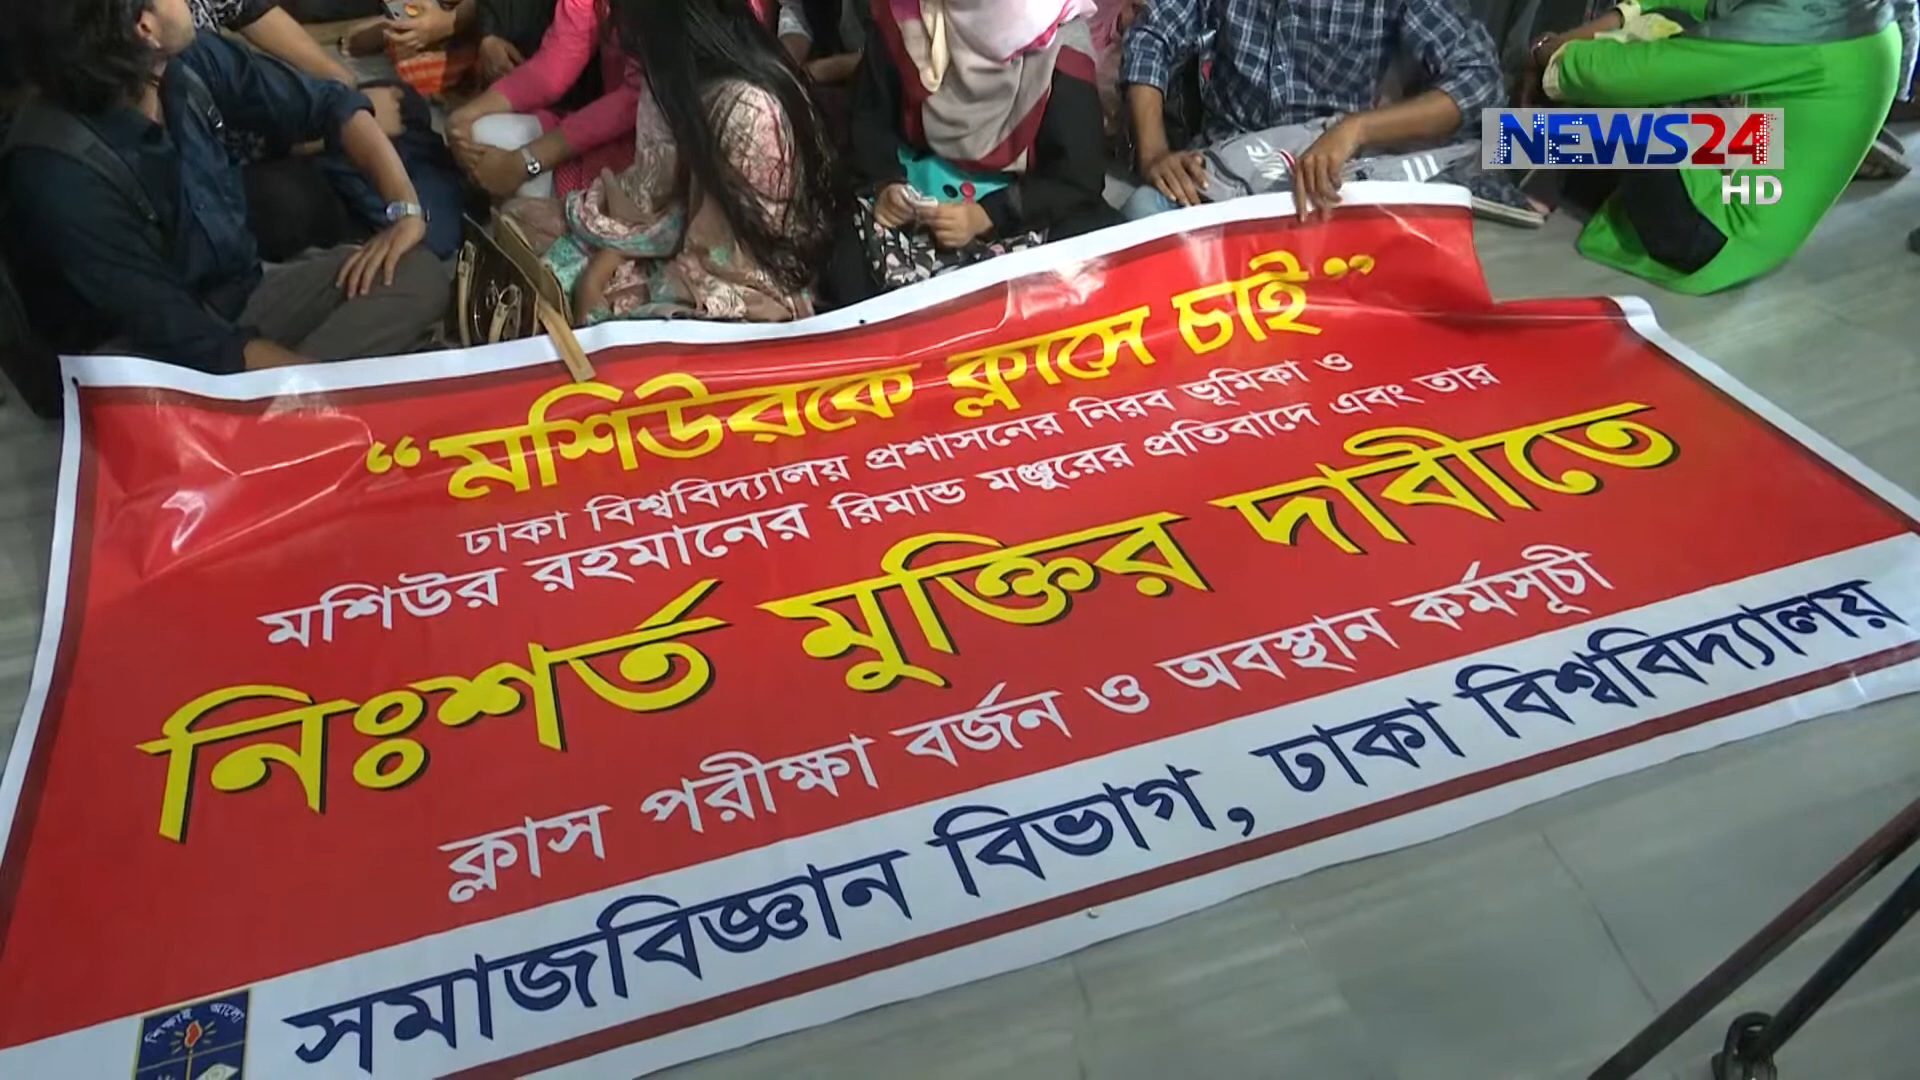 NEWS24
HD
“মশিউরকে ক্লাসে চাই”
ঢাকা বিশ্ববিদ্যালয় প্রশাসনের নিরব ভূমিকা ও
মশিউর রহমানের রিমান্ড মঞ্জুরের প্রতিবাদে এবং তার
নিঃশর্ত মুক্তির দাবীতে
ক্লাস পরীক্ষা বর্জন ও অবস্থান কর্মসূচী
সমাজবিজ্ঞান বিভাগ, ঢাকা বিশ্ববিদ্যালয়
শিক্ষাই আলো